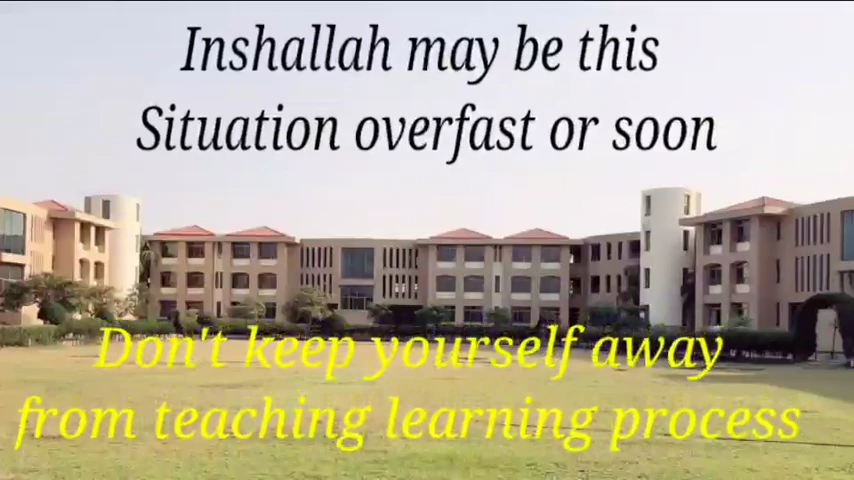 Inshallah may be this
Situation overfast or soon
Don't keep yourself away
from teaching learning process